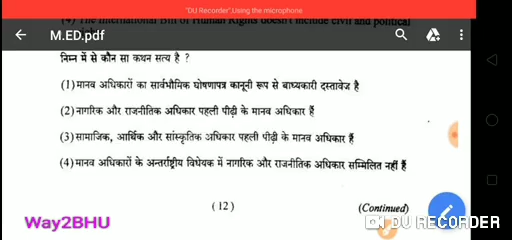 "DU Recorder",Using the microphone
(4) The International Bill of Human Rights doesn't include civil and political
M.ED.pdf
निम्न में से कौन सा कथन सत्य है ?
(1) मानव अधिकारों का सार्वभौमिक घोषणापत्र कानूनी रूप से बाध्यकारी दस्तावेज है
(2) नागरिक और राजनीतिक अधिकार पहली पीढ़ी के मानव अधिकार हैं
(3) सामाजिक, आर्थिक और सांस्कृतिक अधिकार पहली पीढ़ी के मानव अधिकार हैं
(4) मानव अधिकारों के अन्तर्राष्ट्रीय विधेयक में नागरिक और राजनीतिक अधिकार सम्मिलित नहीं हैं
( 12 )
(Continued)
Way2BHU
DU RECORDER